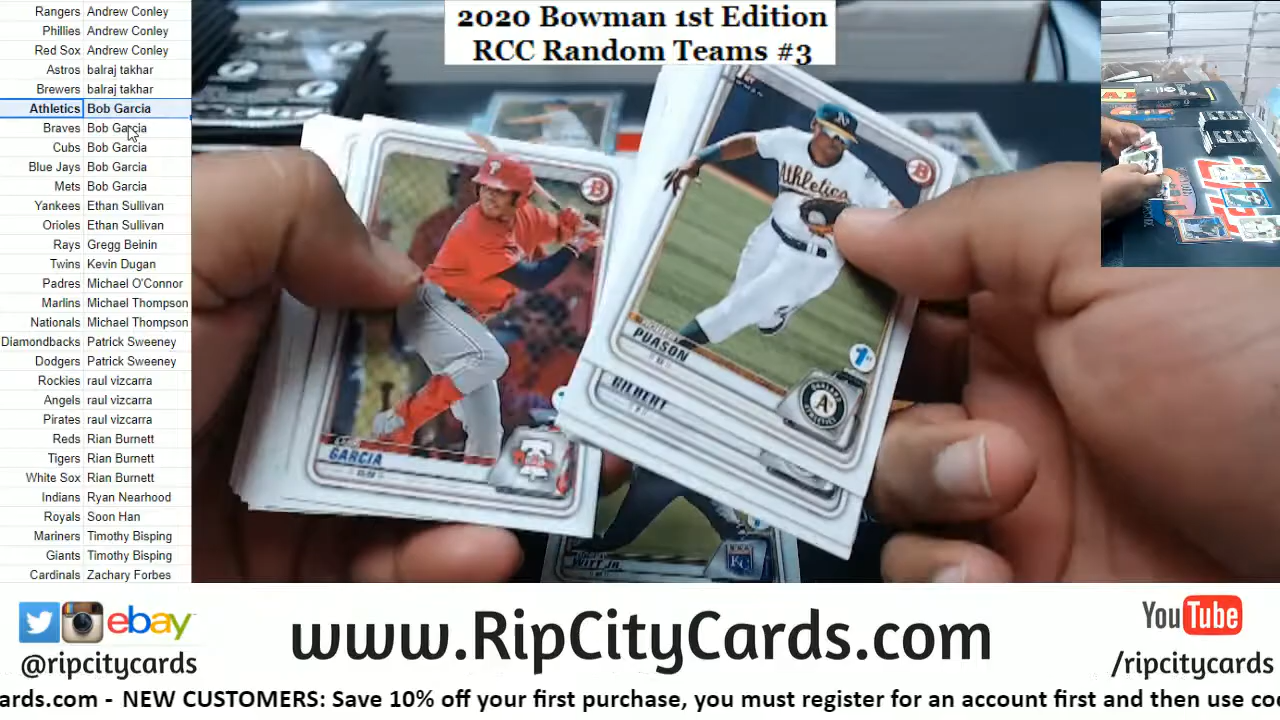 Rangers Andrew Conley
Phillies Andrew Conley
Red Sox Andrew Conley
Astros balraj takhar
Brewers balraj takhar
Athletics Bob Garcia
Braves Bob Garcia
Cubs Bob Garcia
Blue Jays Bob Garcia
Mets Bob Garcia
Yankees Ethan Sullivan
Orioles Ethan Sullivan
Rays Gregg Beinin
Twins Kevin Dugan
Padres Michael O'Connor
Marlins Michael Thompson
Nationals Michael Thompson
Diamondbacks Patrick Sweeney
Dodgers Patrick Sweeney
Rockies raul vizcarra
Angels raul vizcarra
Pirates raul vizcarra
Reds Rian Burnett
Tigers Rian Burnett
White Sox Rian Burnett
Indians Ryan Nearhood
Royals Soon Han
Mariners Timothy Bisping
Giants Timothy Bisping
Cardinals Zachary Forbes
2020 Bowman 1st Edition
RCC Random Teams #3
P
B
GARCIA
Athletics
B
PUASON
1st
A
GILBERT
WITT JR.
KC
ebay
@ripcitycards
www.RipCityCards.com
YouTube
/ripcitycards
cards.com - NEW CUSTOMERS: Save 10% off your first purchase, you must register for an account first and then use co